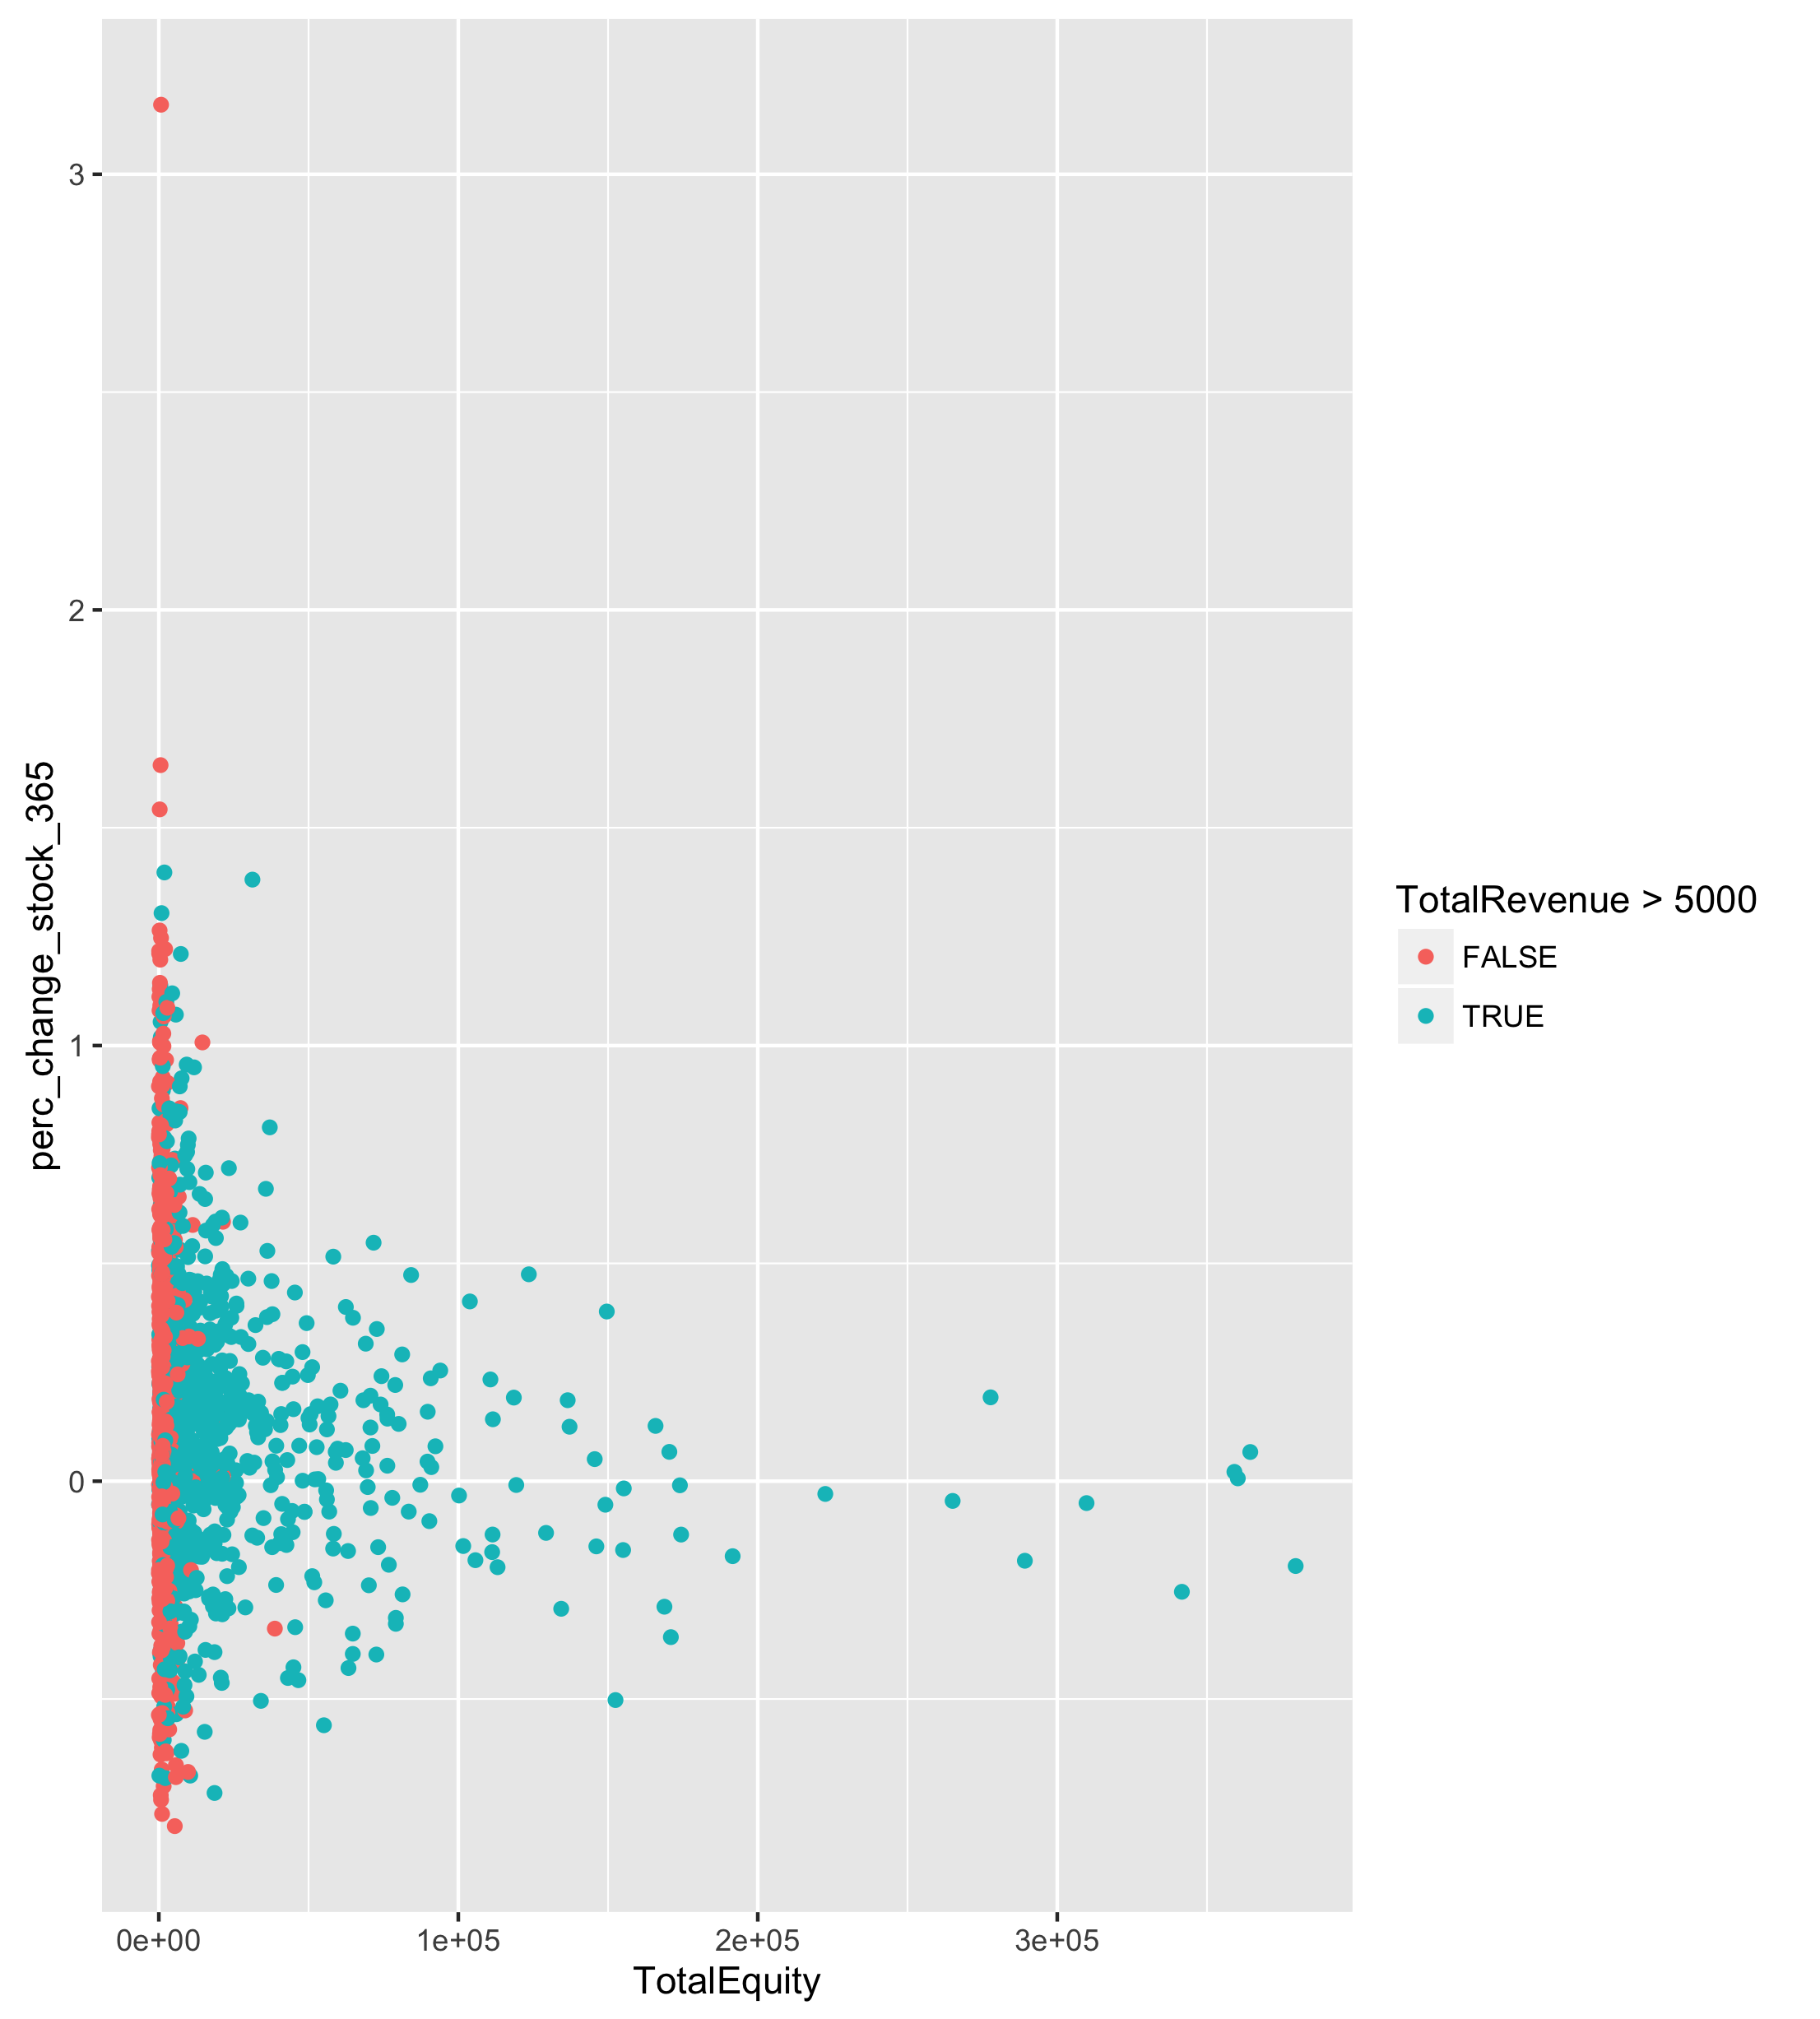 perc_change_stock_365
3
2
1
0
0e+00 1e+05 2e+05 3e+05
TotalEquity
TotalRevenue > 5000
FALSE
TRUE